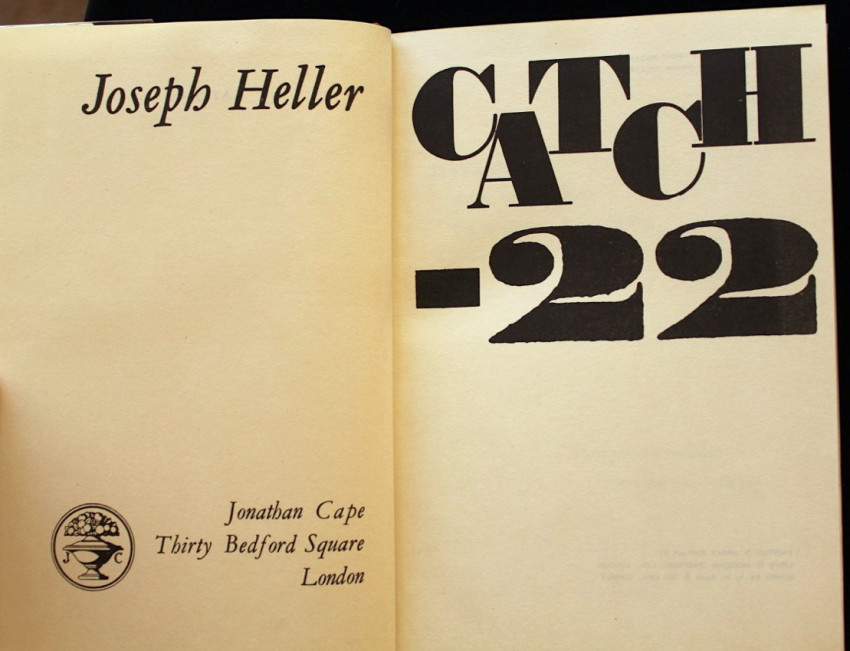 Joseph Heller
J C
Jonathan Cape
Thirty Bedford Square
London
CATCH
-22